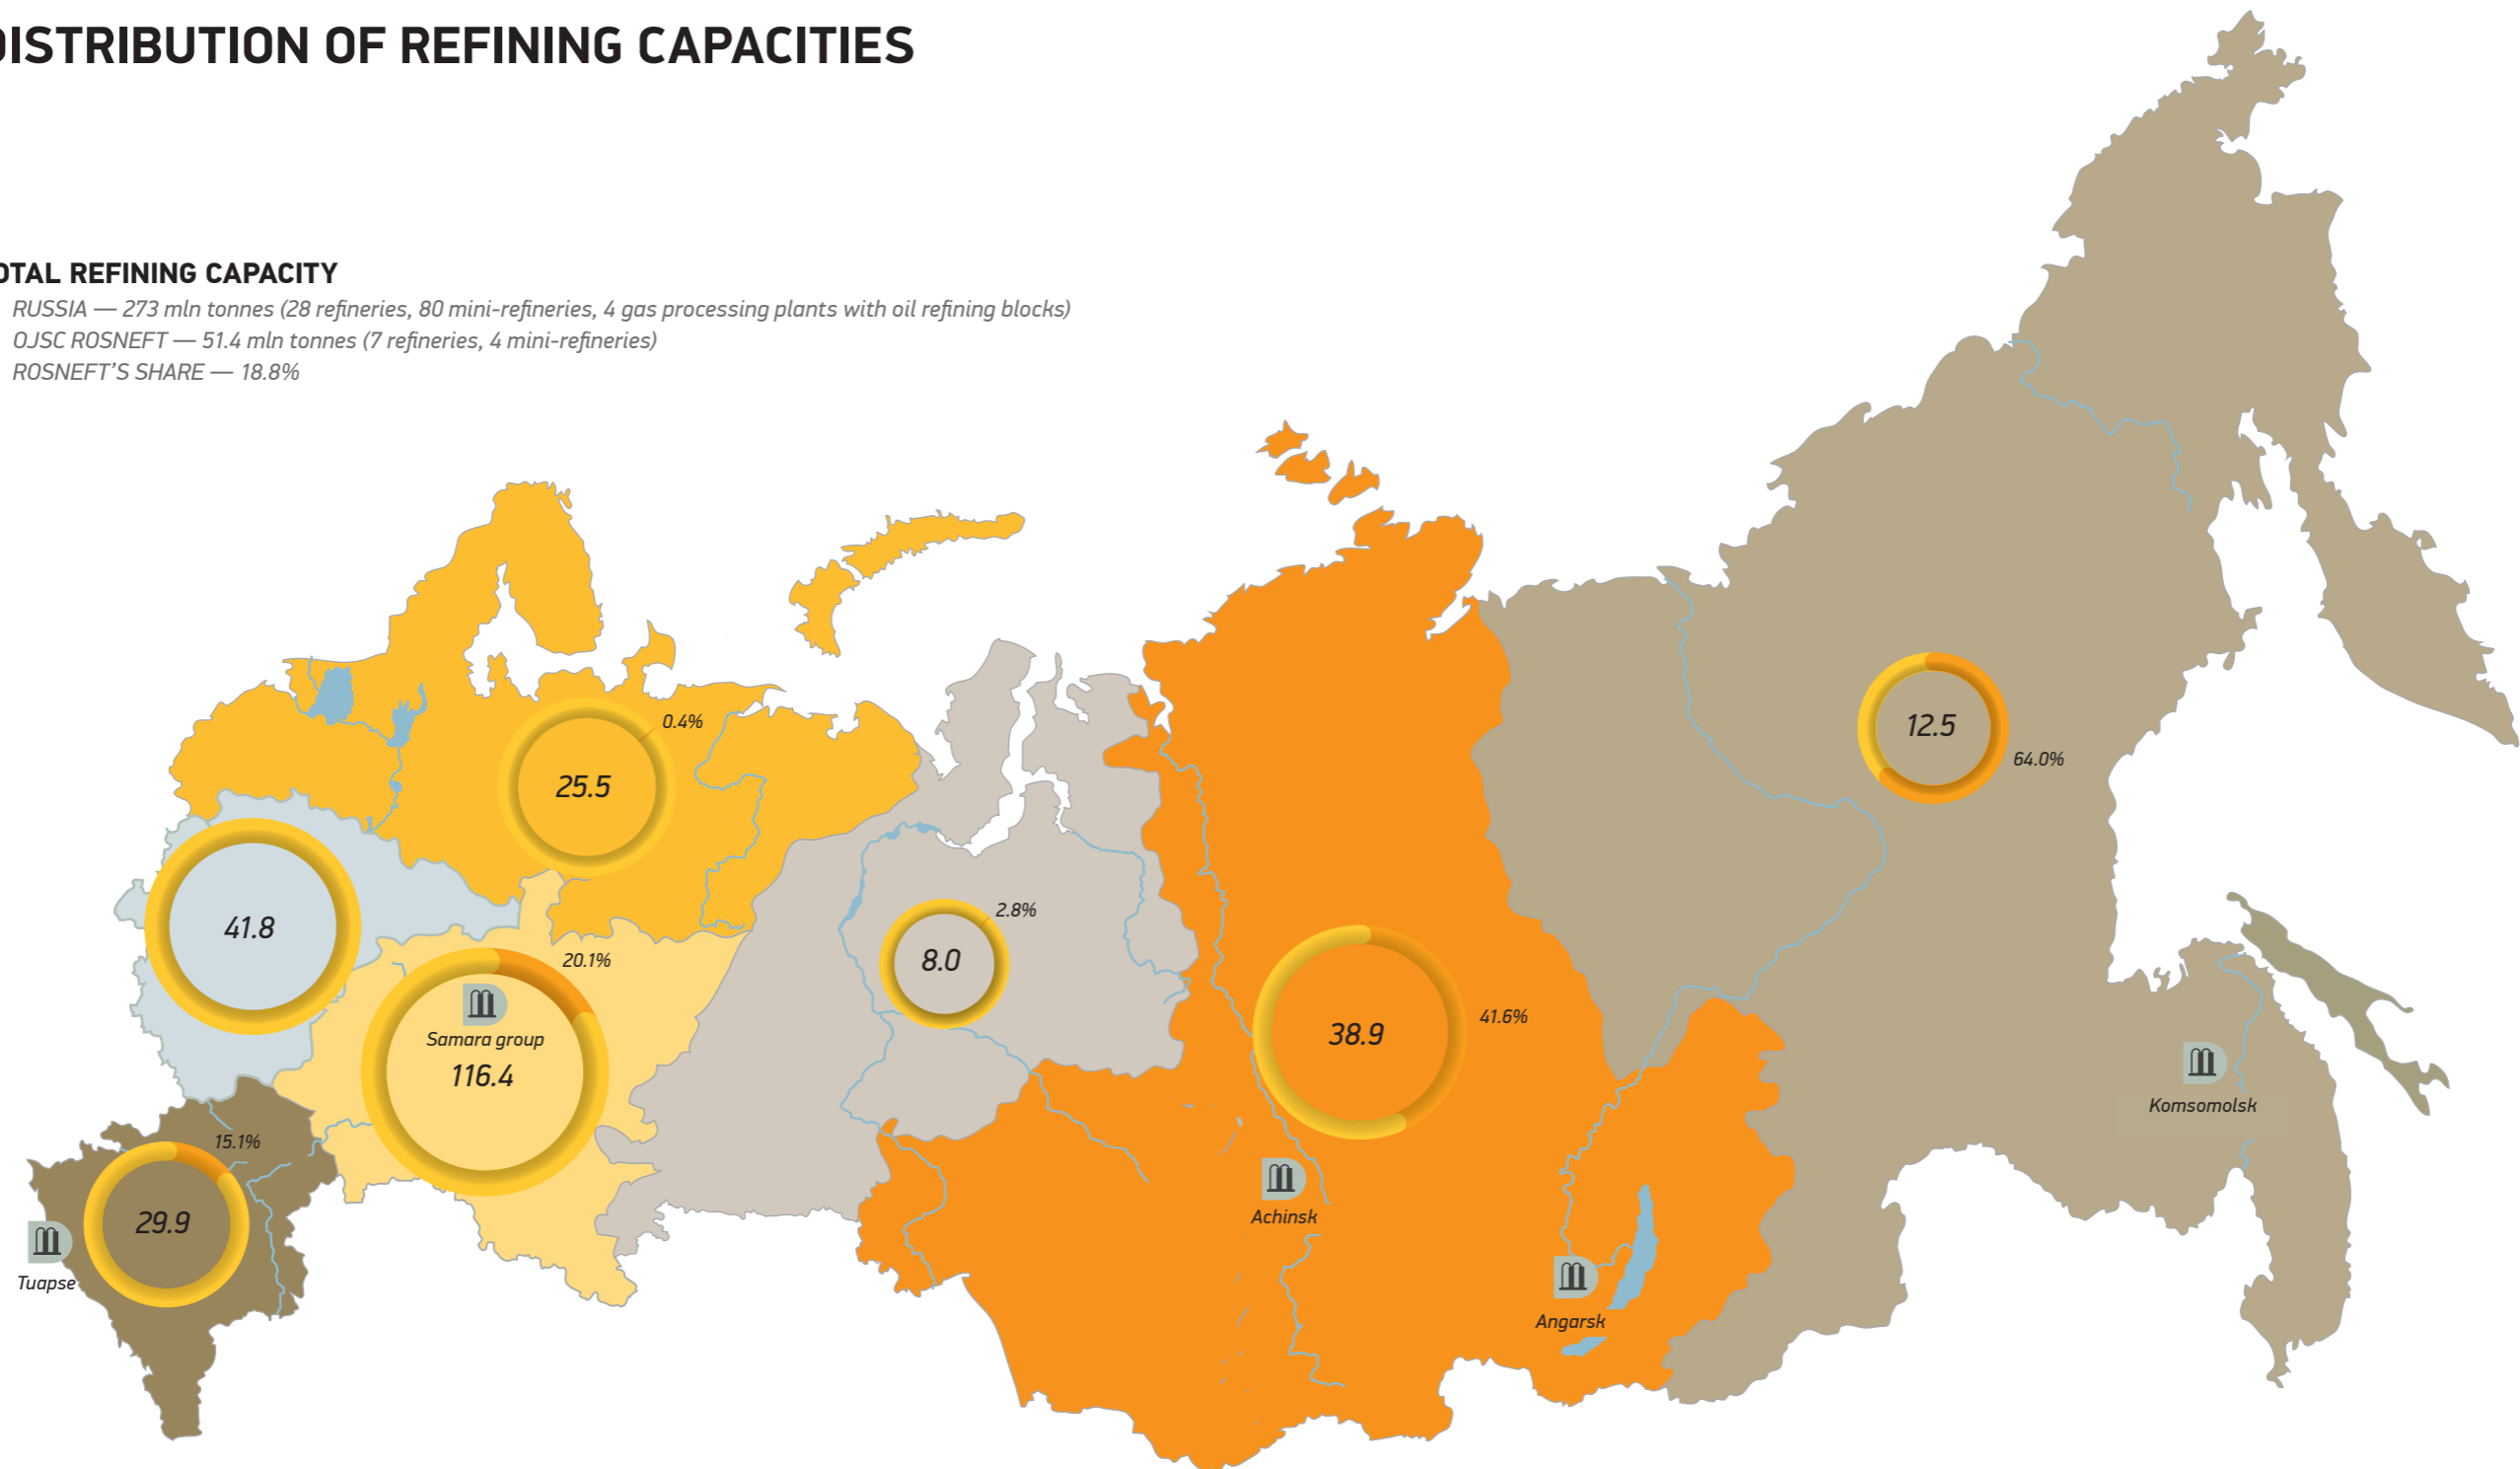 DISTRIBUTION OF REFINING CAPACITIES
OTAL REFINING CAPACITY
RUSSIA — 273 mln tonnes (28 refineries, 80 mini-refineries, 4 gas processing plants with oil refining blocks)
OJSC ROSNEFT — 51.4 mln tonnes (7 refineries, 4 mini-refineries)
ROSNEFT'S SHARE — 18.8%
0.4%
25.5
12.5
64.0%
41.8
2.8%
8.0
20.1%
Samara group
116.4
38.9
41.6%
Komsomolsk
15.1%
29.9
Tuapse
Achinsk
Angarsk